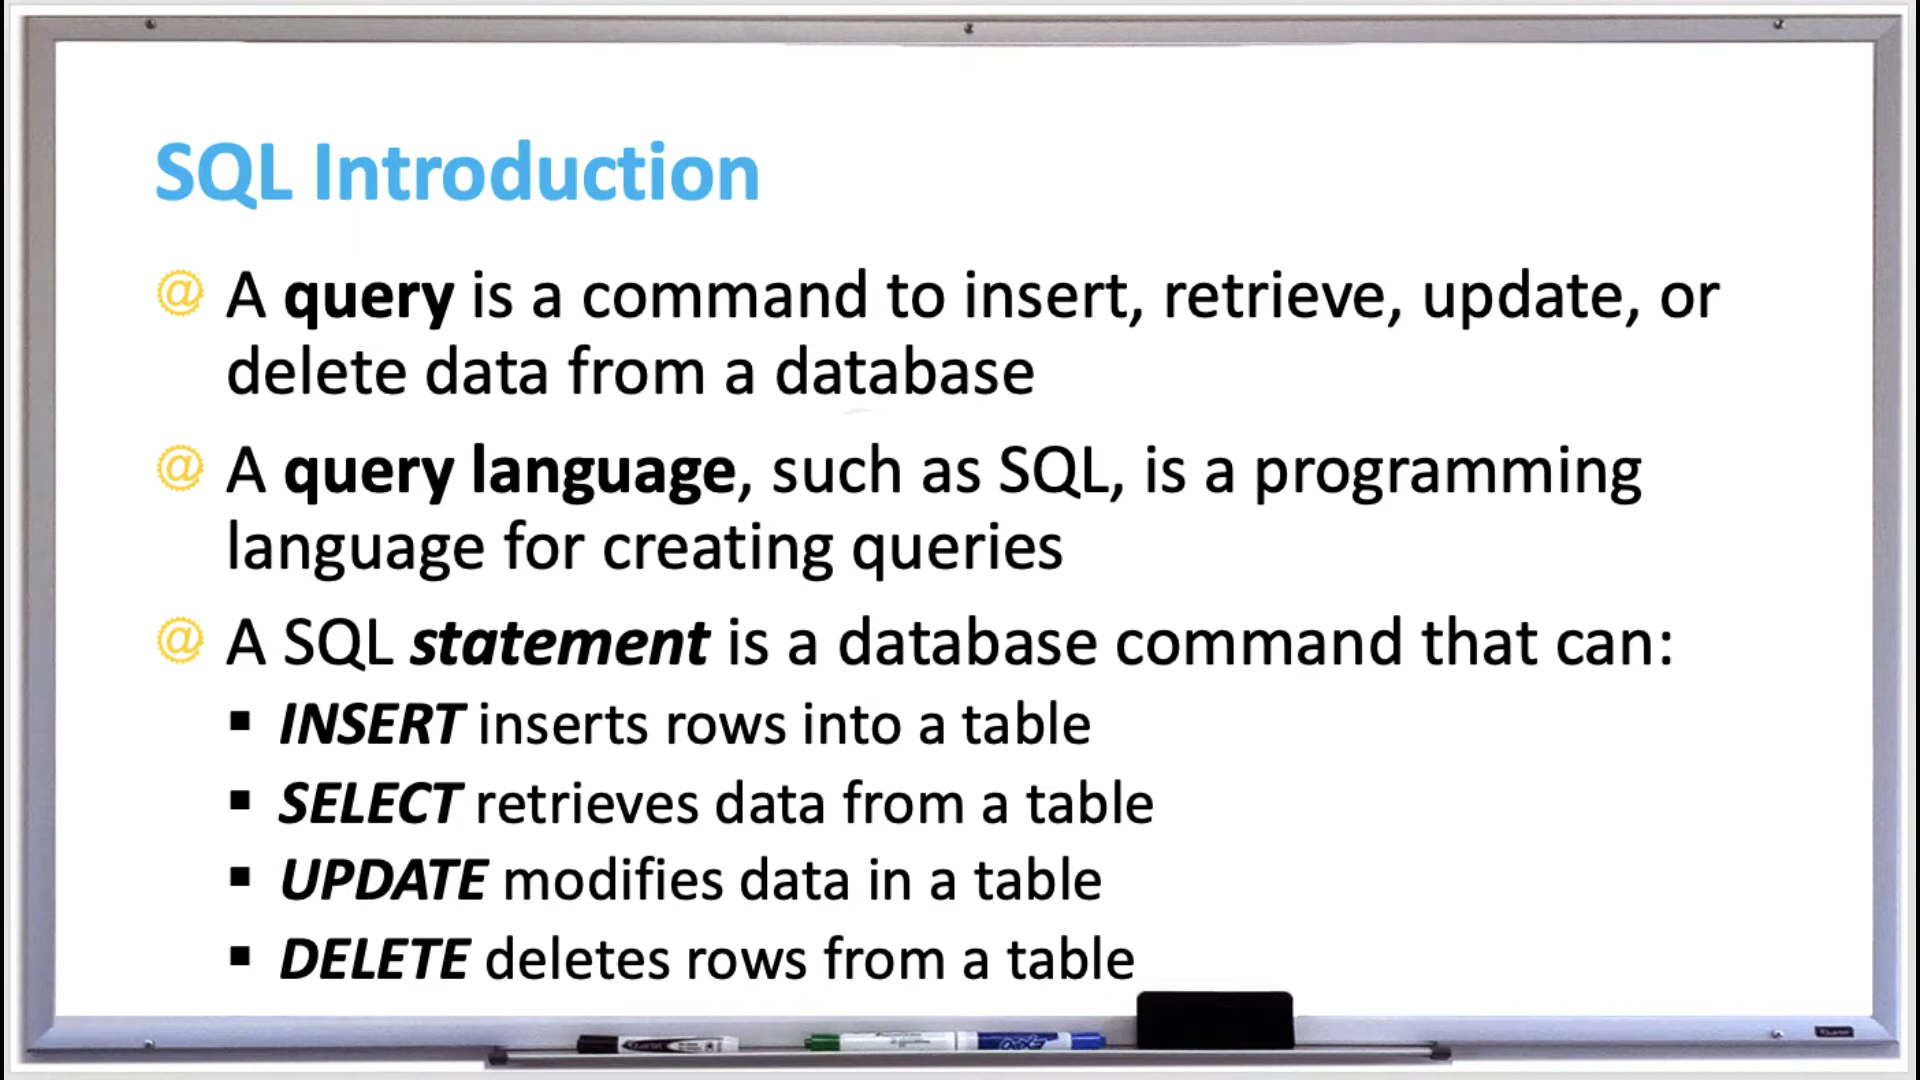 SQL Introduction
@ A query is a command to insert, retrieve, update, or
delete data from a database
@ A query language, such as SQL, is a programming
language for creating queries
@ A SQL statement is a database command that can:
▪ INSERT inserts rows into a table
▪ SELECT retrieves data from a table
▪ UPDATE modifies data in a table
▪ DELETE deletes rows from a table